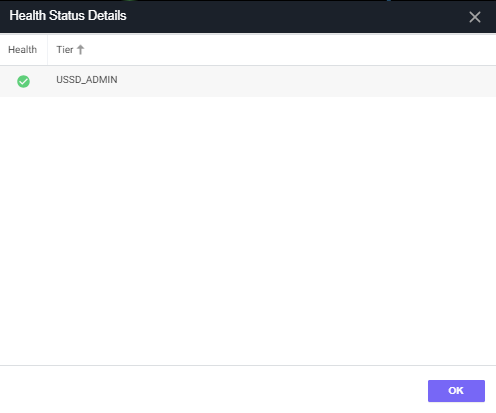 Health Status Details
Health Tier
USSD_ADMIN
OK